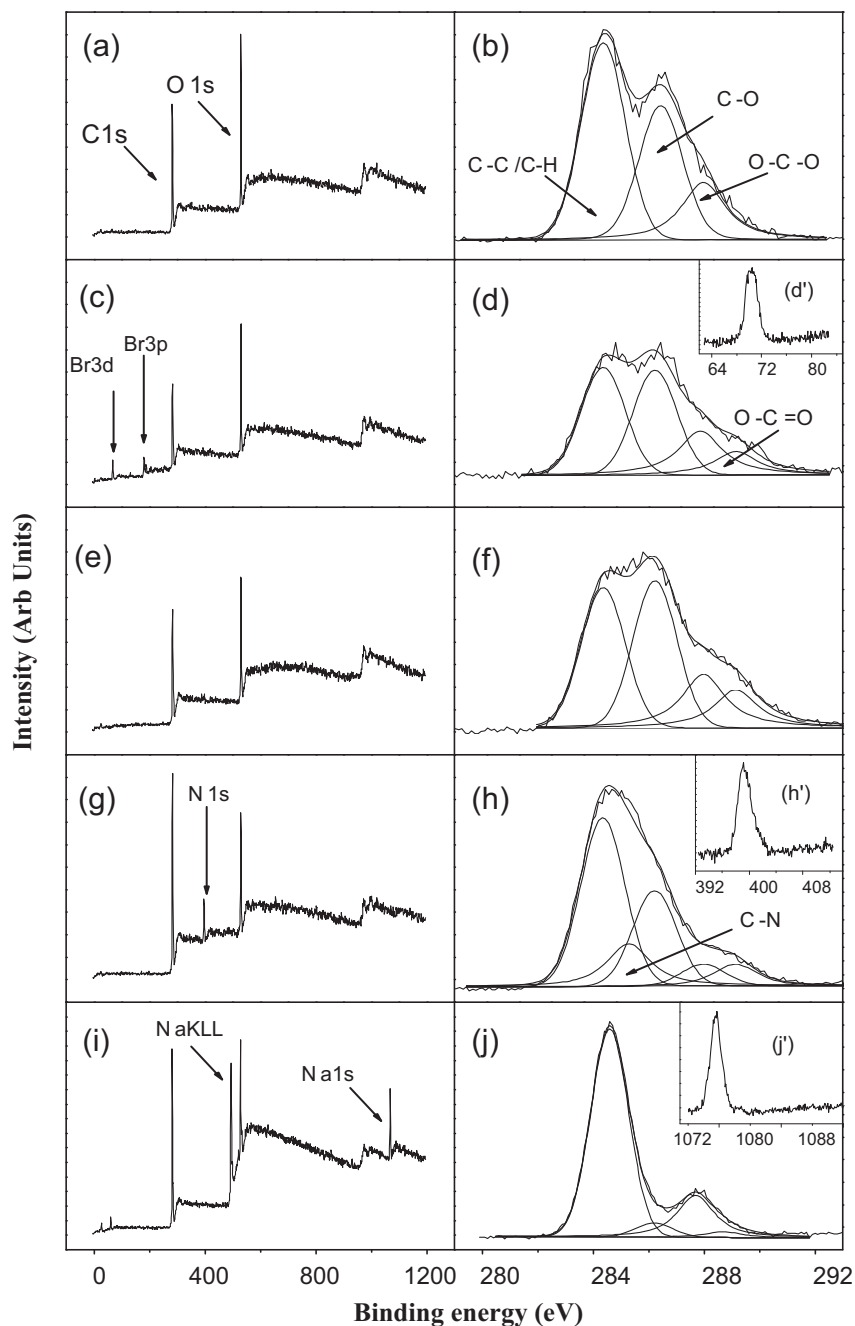 (a)
O 1s
C1s
(b)
C-O
C-C/C-H
O-C-O
(c)
Br3d
Br3p
(d)
(d')
64 72 80
O-C=O
(e)
(f)
(g)
N 1s
(h)
(h')
392 400 408
C-N
(i)
N aKLL
N a1s
(j)
(j')
1072 1080 1088
0 400 800 1200
280 284 288 292
Intensity (Arb Units)
Binding energy (eV)